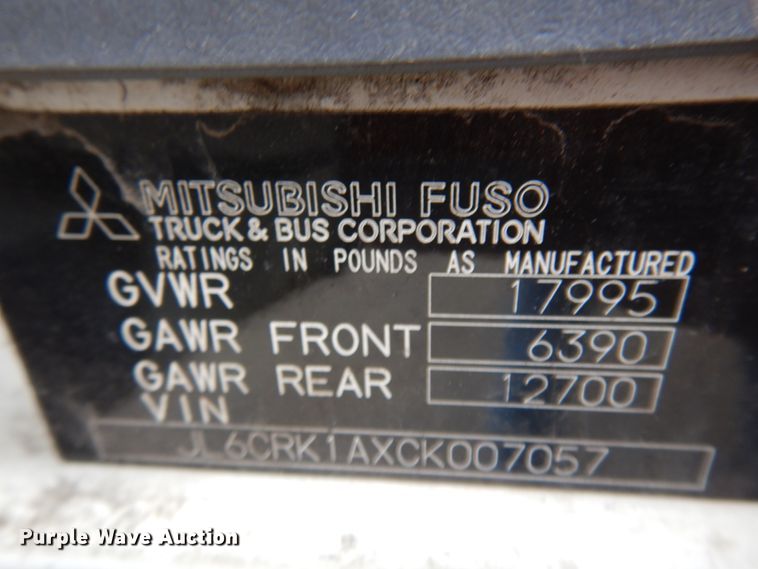 MITSUBISHI FUSO
TRUCK & BUS CORPORATION
RATINGS IN POUNDS AS MANUFACTURED
GVWR 17995
GAWR FRONT 6390
GAWR REAR 12700
VIN
JL6CRK1AXCK007057
Purple Wave Auction